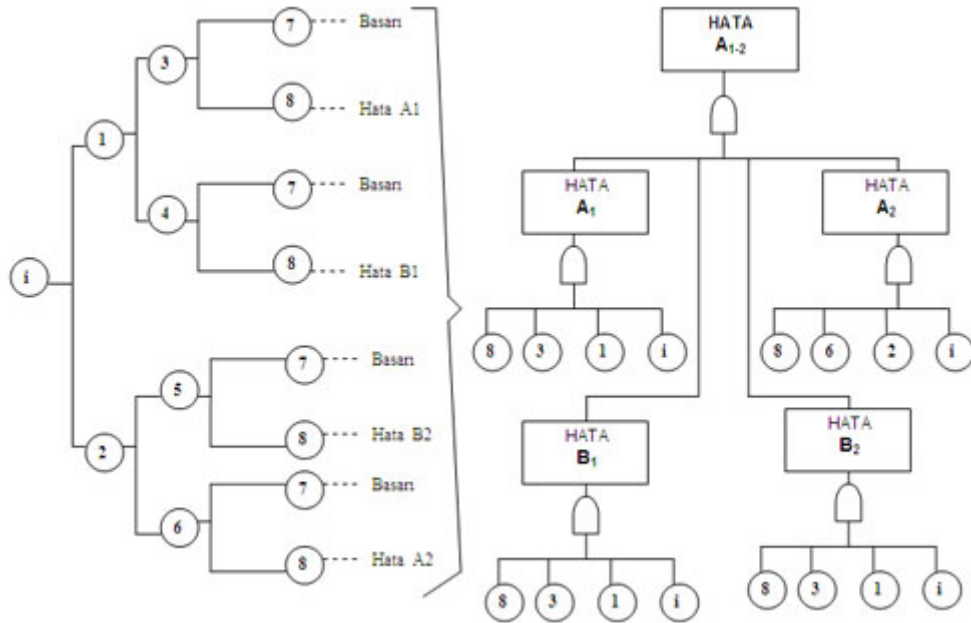 7 Basarı
3
8 Hata A1
1
7 Basarı
4
8 Hata B1
i
7 Basarı
5
8 Hata B2
2
7 Basarı
6
8 Hata A2
HATA
A1-2
HATA
A1
8 3 1 i
HATA
A2
8 6 2 i
HATA
B1
8 3 1 i
HATA
B2
8 3 1 i